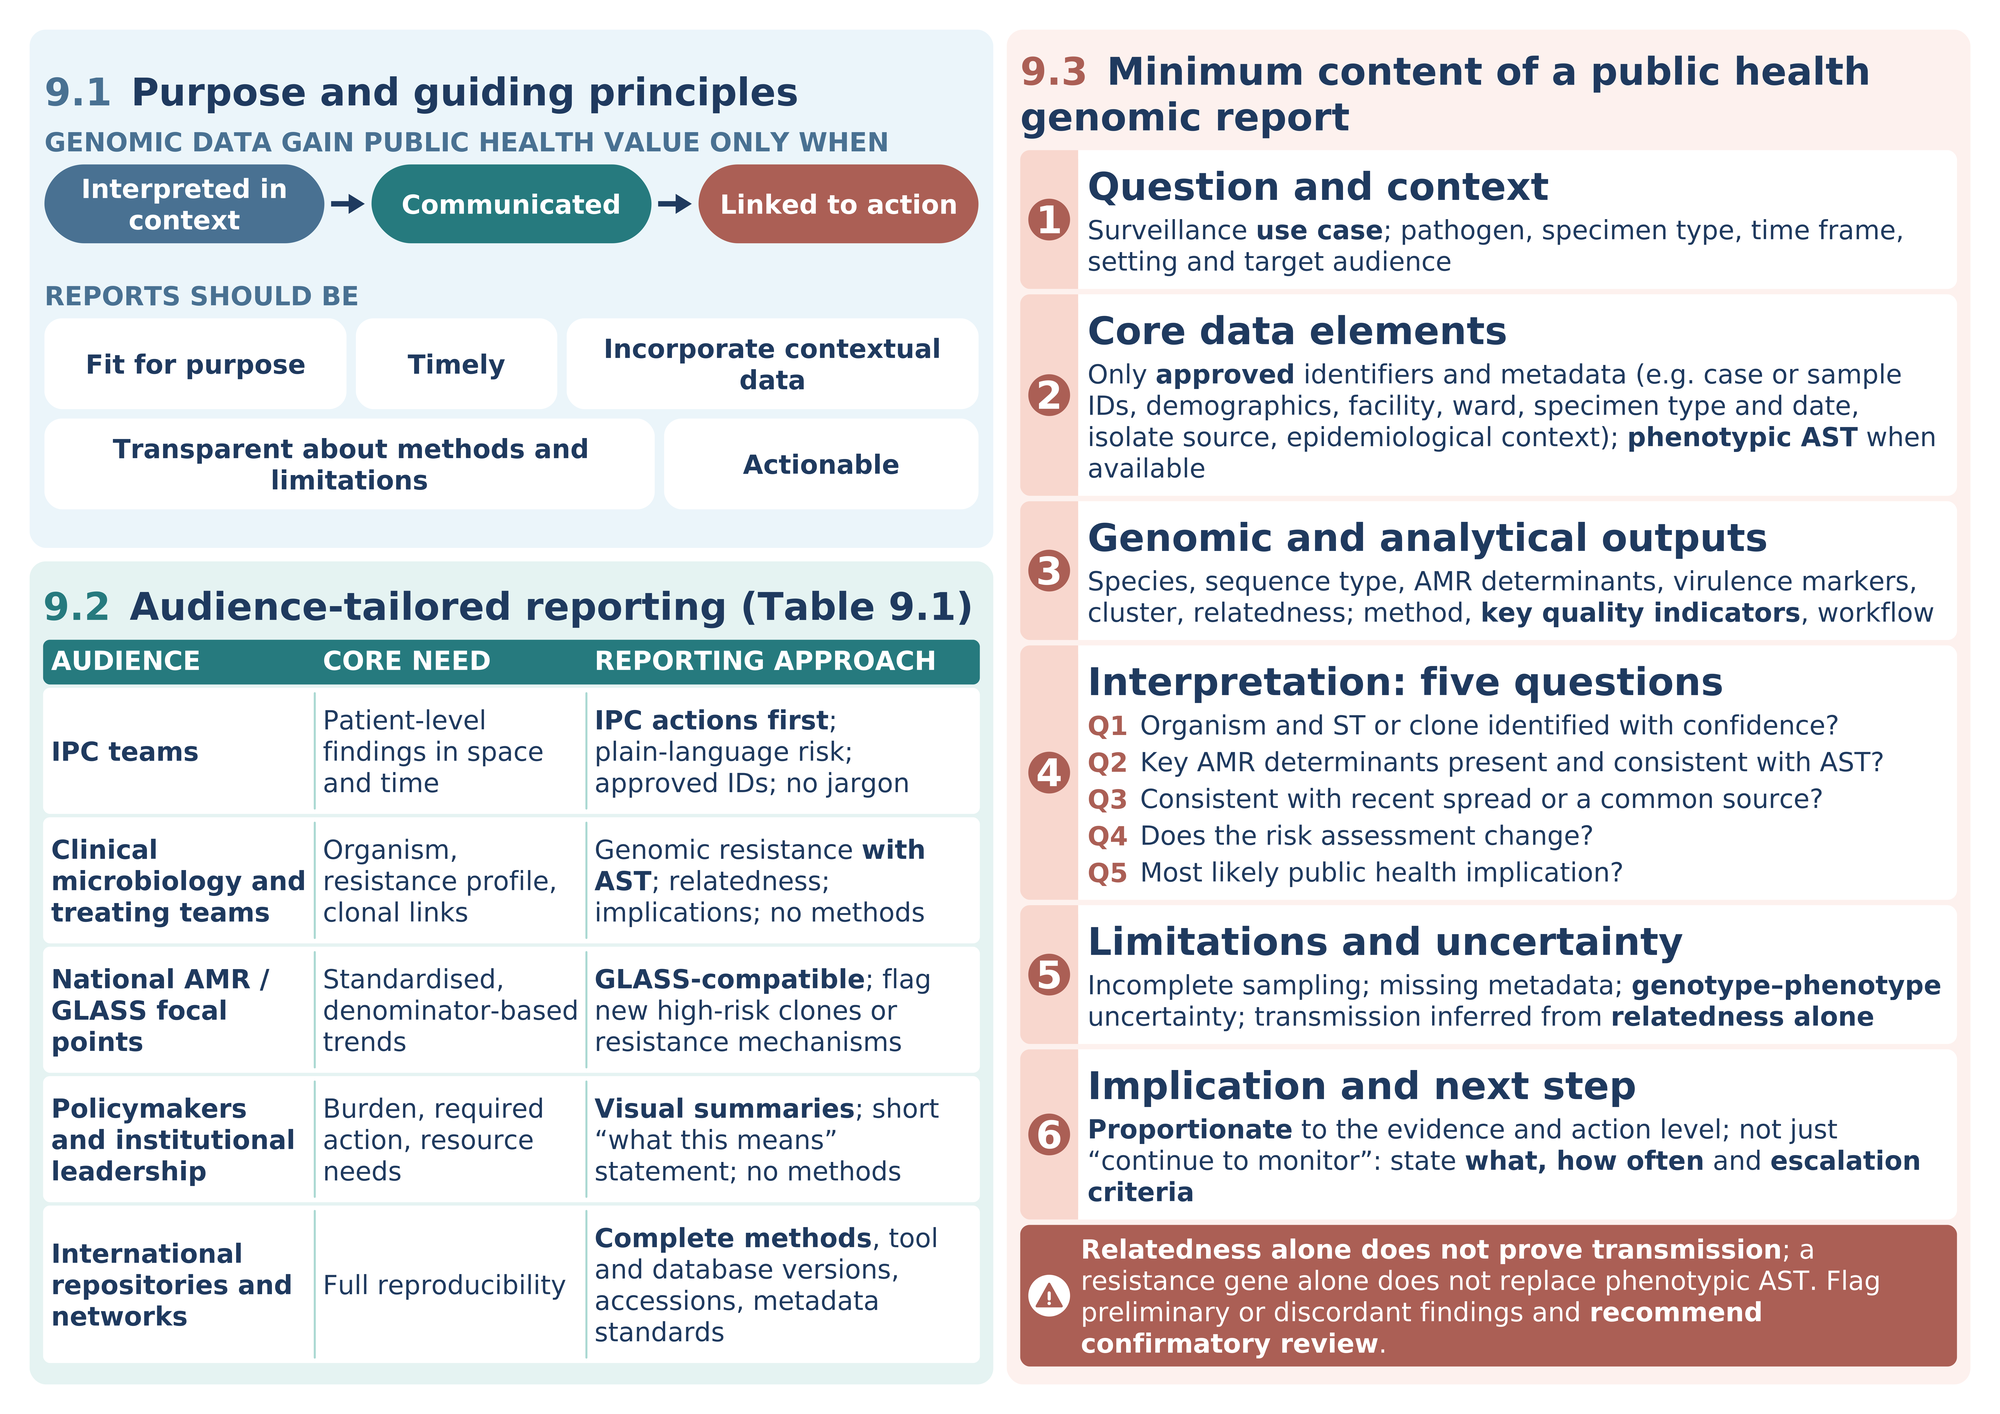 9.1 Purpose and guiding principles
GENOMIC DATA GAIN PUBLIC HEALTH VALUE ONLY WHEN
Interpreted in
context
Communicated
Linked to action
REPORTS SHOULD BE
Fit for purpose
Timely
Incorporate contextual
data
Transparent about methods and
limitations
Actionable
9.2 Audience-tailored reporting (Table 9.1)
AUDIENCE
CORE NEED
REPORTING APPROACH
IPC teams
Patient-level
findings in space
and time
IPC actions first;
plain-language risk;
approved IDs; no jargon
Clinical
microbiology and
treating teams
Organism,
resistance profile,
clonal links
Genomic resistance with
AST; relatedness;
implications; no methods
National AMR /
GLASS focal
points
Standardised,
denominator-based
trends
GLASS-compatible; flag
new high-risk clones or
resistance mechanisms
Policymakers
and institutional
leadership
Burden, required
action, resource
needs
Visual summaries; short
“what this means”
statement; no methods
International
repositories and
networks
Full reproducibility
Complete methods, tool
and database versions,
accessions, metadata
standards
9.3 Minimum content of a public health
genomic report
1
Question and context
Surveillance use case; pathogen, specimen type, time frame,
setting and target audience
2
Core data elements
Only approved identifiers and metadata (e.g. case or sample
IDs, demographics, facility, ward, specimen type and date,
isolate source, epidemiological context); phenotypic AST when
available
3
Genomic and analytical outputs
Species, sequence type, AMR determinants, virulence markers,
cluster, relatedness; method, key quality indicators, workflow
4
Interpretation: five questions
Q1 Organism and ST or clone identified with confidence?
Q2 Key AMR determinants present and consistent with AST?
Q3 Consistent with recent spread or a common source?
Q4 Does the risk assessment change?
Q5 Most likely public health implication?
5
Limitations and uncertainty
Incomplete sampling; missing metadata; genotype–phenotype
uncertainty; transmission inferred from relatedness alone
6
Implication and next step
Proportionate to the evidence and action level; not just
“continue to monitor”: state what, how often and escalation
criteria
Relatedness alone does not prove transmission; a
resistance gene alone does not replace phenotypic AST. Flag
preliminary or discordant findings and recommend
confirmatory review.